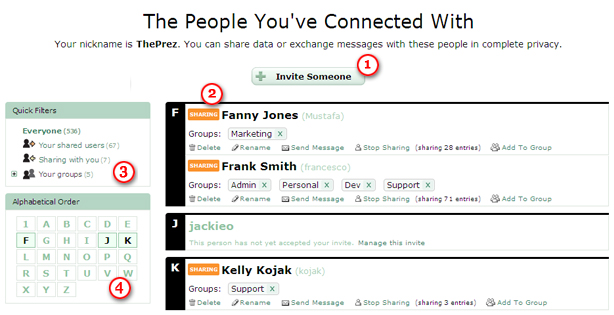 The People You've Connected With
Your nickname is ThePrez. You can share data or exchange messages with these people in complete privacy.
Invite Someone
1
2
Quick Filters
Everyone (536)
Your shared users (67)
Sharing with you (7)
Your groups (5)
3
Alphabetical Order
1 A B C D E
F G H I J K
L M N O P Q
R S T U V W
X Y Z
4
F
SHARING Fanny Jones (Mustafa)
Groups: Marketing x
Delete Rename Send Message Stop Sharing (sharing 28 entries) Add To Group
SHARING Frank Smith (francesco)
Groups: Admin x Personal x Dev x Support x
Delete Rename Send Message Stop Sharing (sharing 71 entries) Add To Group
J
jackieo
This person has not yet accepted your invite. Manage this invite
K
SHARING Kelly Kojak (kojak)
Groups: Support x
Delete Rename Send Message Stop Sharing (sharing 3 entries) Add To Group